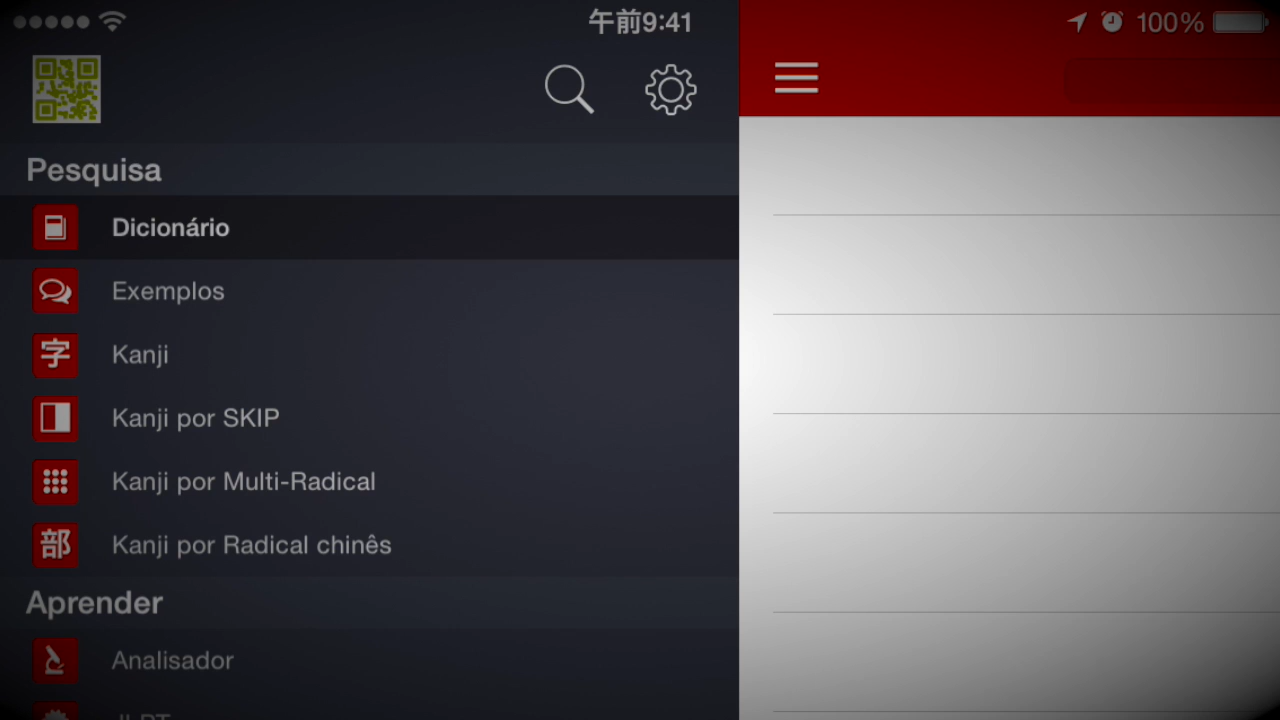 午前9:41
100%
Pesquisa
Dicionário
Exemplos
字
Kanji
Kanji por SKIP
Kanji por Multi-Radical
部
Kanji por Radical chinês
Aprender
Analisador
JLPT